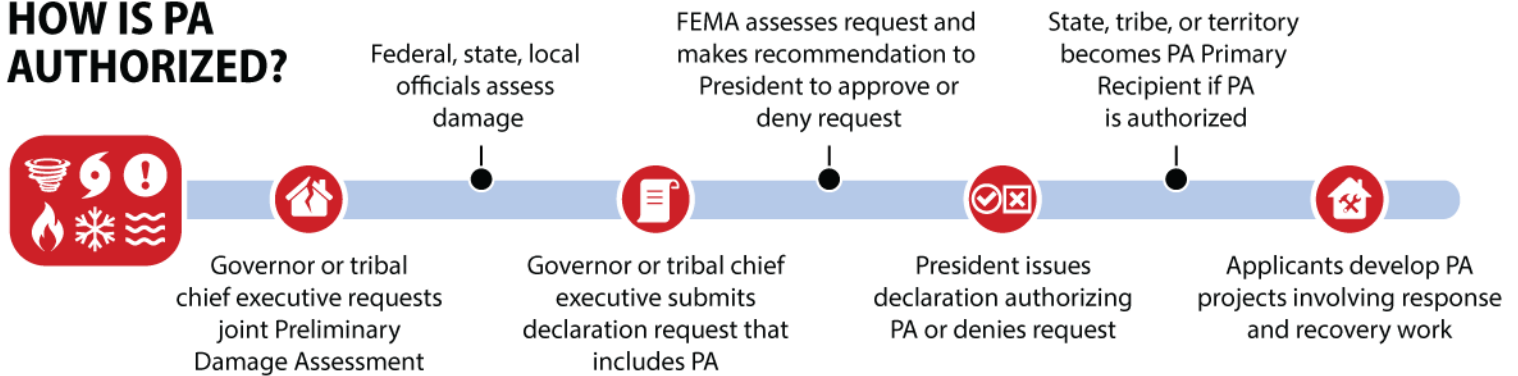 HOW IS PA
AUTHORIZED?
Governor or tribal
chief executive requests
joint Preliminary
Damage Assessment
Federal, state, local
officials assess
damage
Governor or tribal chief
executive submits
declaration request that
includes PA
FEMA assesses request and
makes recommendation to
President to approve or
deny request
President issues
declaration authorizing
PA or denies request
State, tribe, or territory
becomes PA Primary
Recipient if PA
is authorized
Applicants develop PA
projects involving response
and recovery work